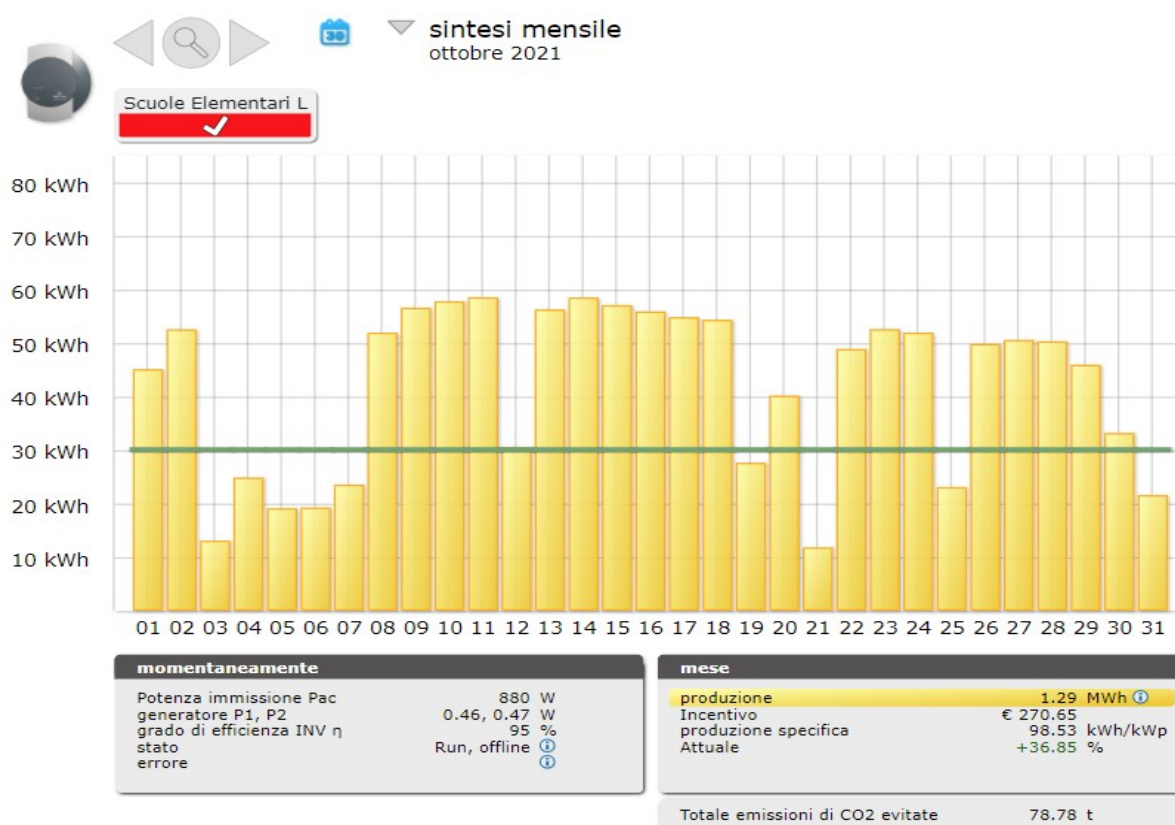 sintesi mensile
ottobre 2021
30
Scuole Elementari L
80 kWh
70 kWh
60 kWh
50 kWh
40 kWh
30 kWh
20 kWh
10 kWh
01 02 03 04 05 06 07 08 09 10 11 12 13 14 15 16 17 18 19 20 21 22 23 24 25 26 27 28 29 30 31
momentaneamente
Potenza immissione Pac 880 W
generatore P1, P2 0.46, 0.47 W
grado di efficienza INV η 95 %
stato Run, offline
errore
mese
produzione 1.29 MWh
Incentivo € 270.65
produzione specifica 98.53 kWh/kWp
Attuale +36.85 %
Totale emissioni di CO2 evitate 78.78 t